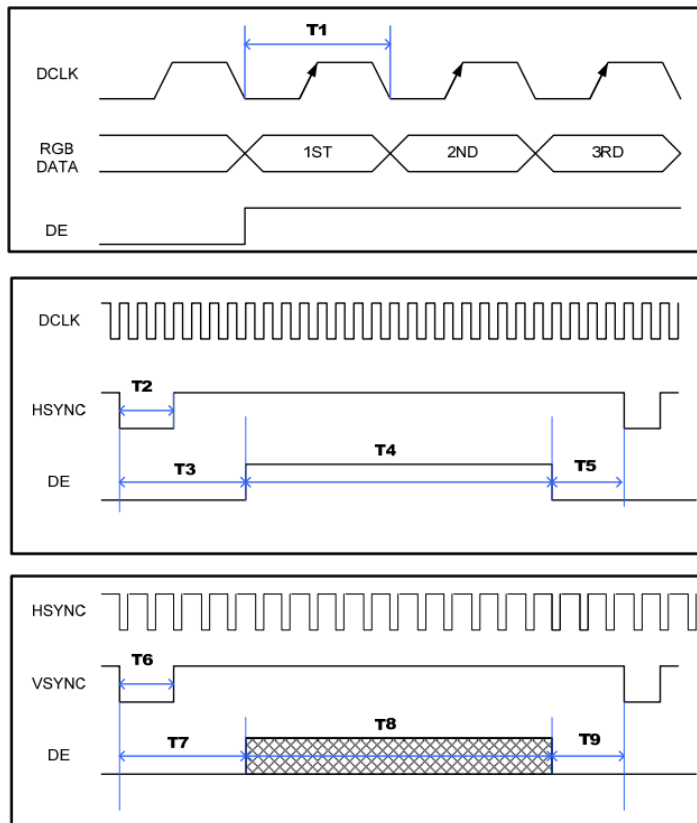 T1
DCLK
RGB
DATA
1ST 2ND 3RD
DE
DCLK
T2
HSYNC
T3 T4 T5
DE
HSYNC
T6
VSYNC
T7 T8 T9
DE